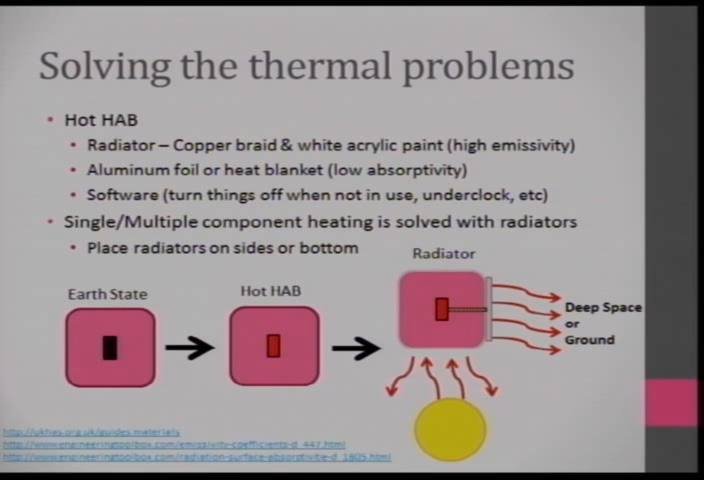 Solving the thermal problems
Hot HAB
Radiator – Copper braid & white acrylic paint (high emissivity)
Aluminum foil or heat blanket (low absorptivity)
Software (turn things off when not in use, underclock, etc)
Single/Multiple component heating is solved with radiators
Place radiators on sides or bottom
Radiator
Earth State
Hot HAB
Deep Space
or
Ground
http://ukhas.org.uk/guides:materials
http://www.engineeringtoolbox.com/emissivity-coefficients-d_447.html
http://www.engineeringtoolbox.com/radiation-surface-absorptivitie-d_1805.html